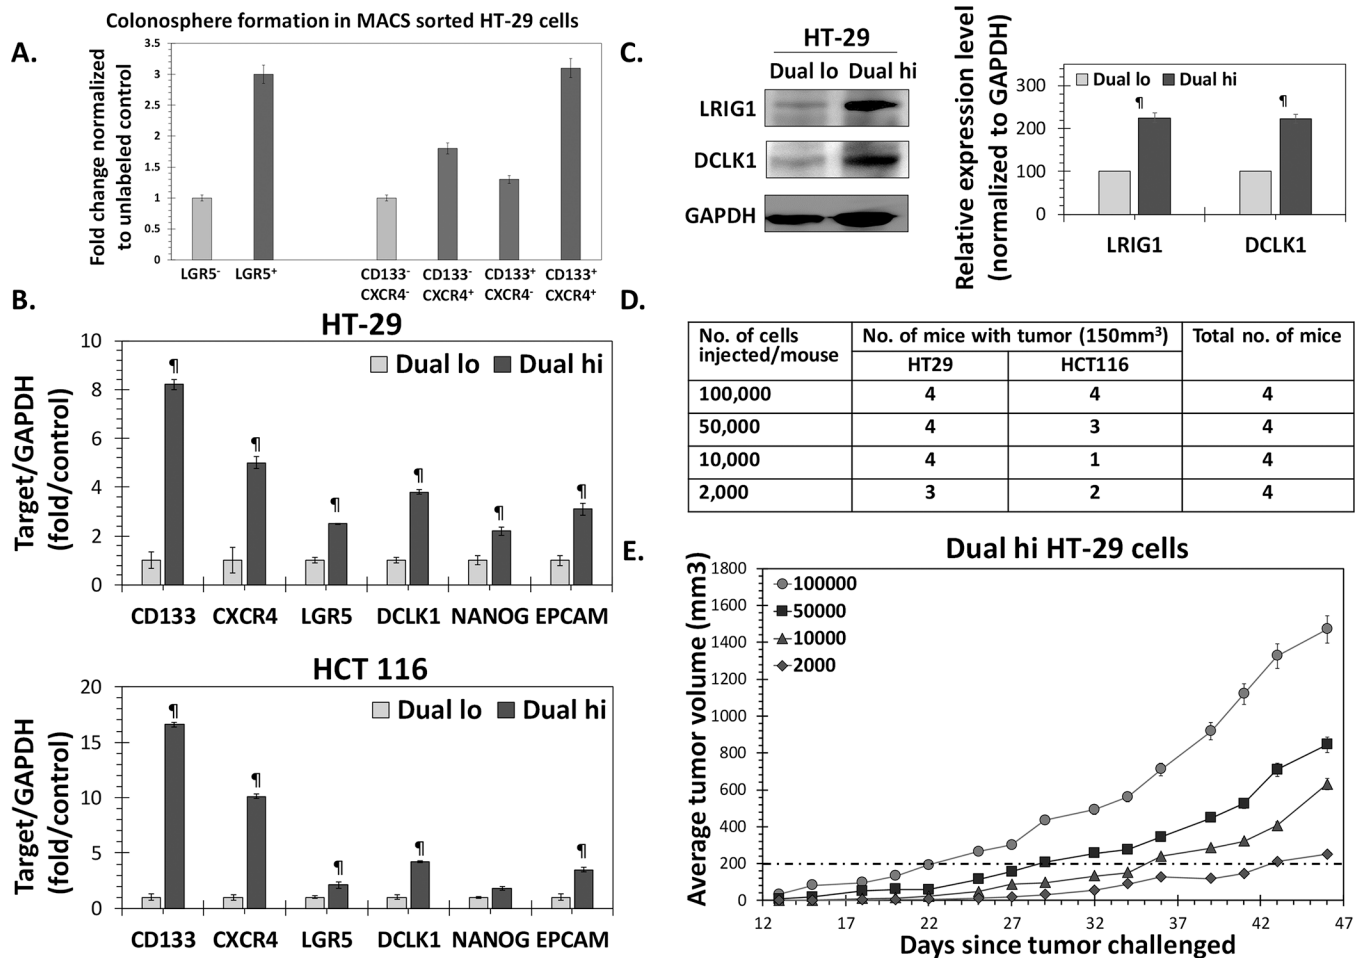 A.
Colonosphere formation in MACS sorted HT-29 cells
Fold change normalized
to unlabeled control
3.5
3
2.5
2
1.5
1
0.5
0
LGR5⁻ LGR5⁺
CD133⁻ CD133⁻ CD133⁺ CD133⁺
CXCR4⁻ CXCR4⁺ CXCR4⁻ CXCR4⁺
B.
HT-29
Target/GAPDH
(fold/control)
10
8
6
4
2
0
Dual lo Dual hi
¶ ¶ ¶ ¶ ¶ ¶
CD133 CXCR4 LGR5 DCLK1 NANOG EPCAM
HCT 116
Target/GAPDH
(fold/control)
20
15
10
5
0
Dual lo Dual hi
¶ ¶ ¶ ¶ ¶
CD133 CXCR4 LGR5 DCLK1 NANOG EPCAM
C.
HT-29
Dual lo Dual hi
LRIG1
DCLK1
GAPDH
Relative expression level
(normalized to GAPDH)
300
200
100
0
Dual lo Dual hi
¶ ¶
LRIG1 DCLK1
D.
No. of cells injected/mouse No. of mice with tumor (150mm³) Total no. of mice
HT29 HCT116
100,000 4 4 4
50,000 4 3 4
10,000 4 1 4
2,000 3 2 4
E.
Dual hi HT-29 cells
Average tumor volume (mm3)
1800
1600
1400
1200
1000
800
600
400
200
0
100000
50000
10000
2000
12 17 22 27 32 37 42 47
Days since tumor challenged